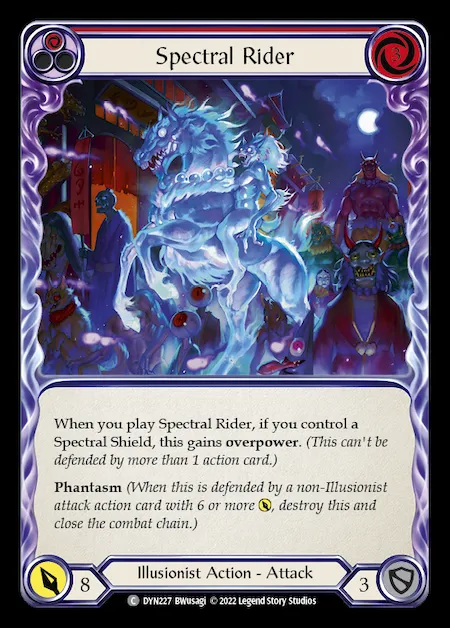 Spectral Rider
3
When you play Spectral Rider, if you control a
Spectral Shield, this gains overpower. (This can't be
defended by more than 1 action card.)
Phantasm (When this is defended by a non-Illusionist
attack action card with 6 or more , destroy this and
close the combat chain.)
8
Illusionist Action - Attack
3
C DYN227 BWusagi © 2022 Legend Story Studios